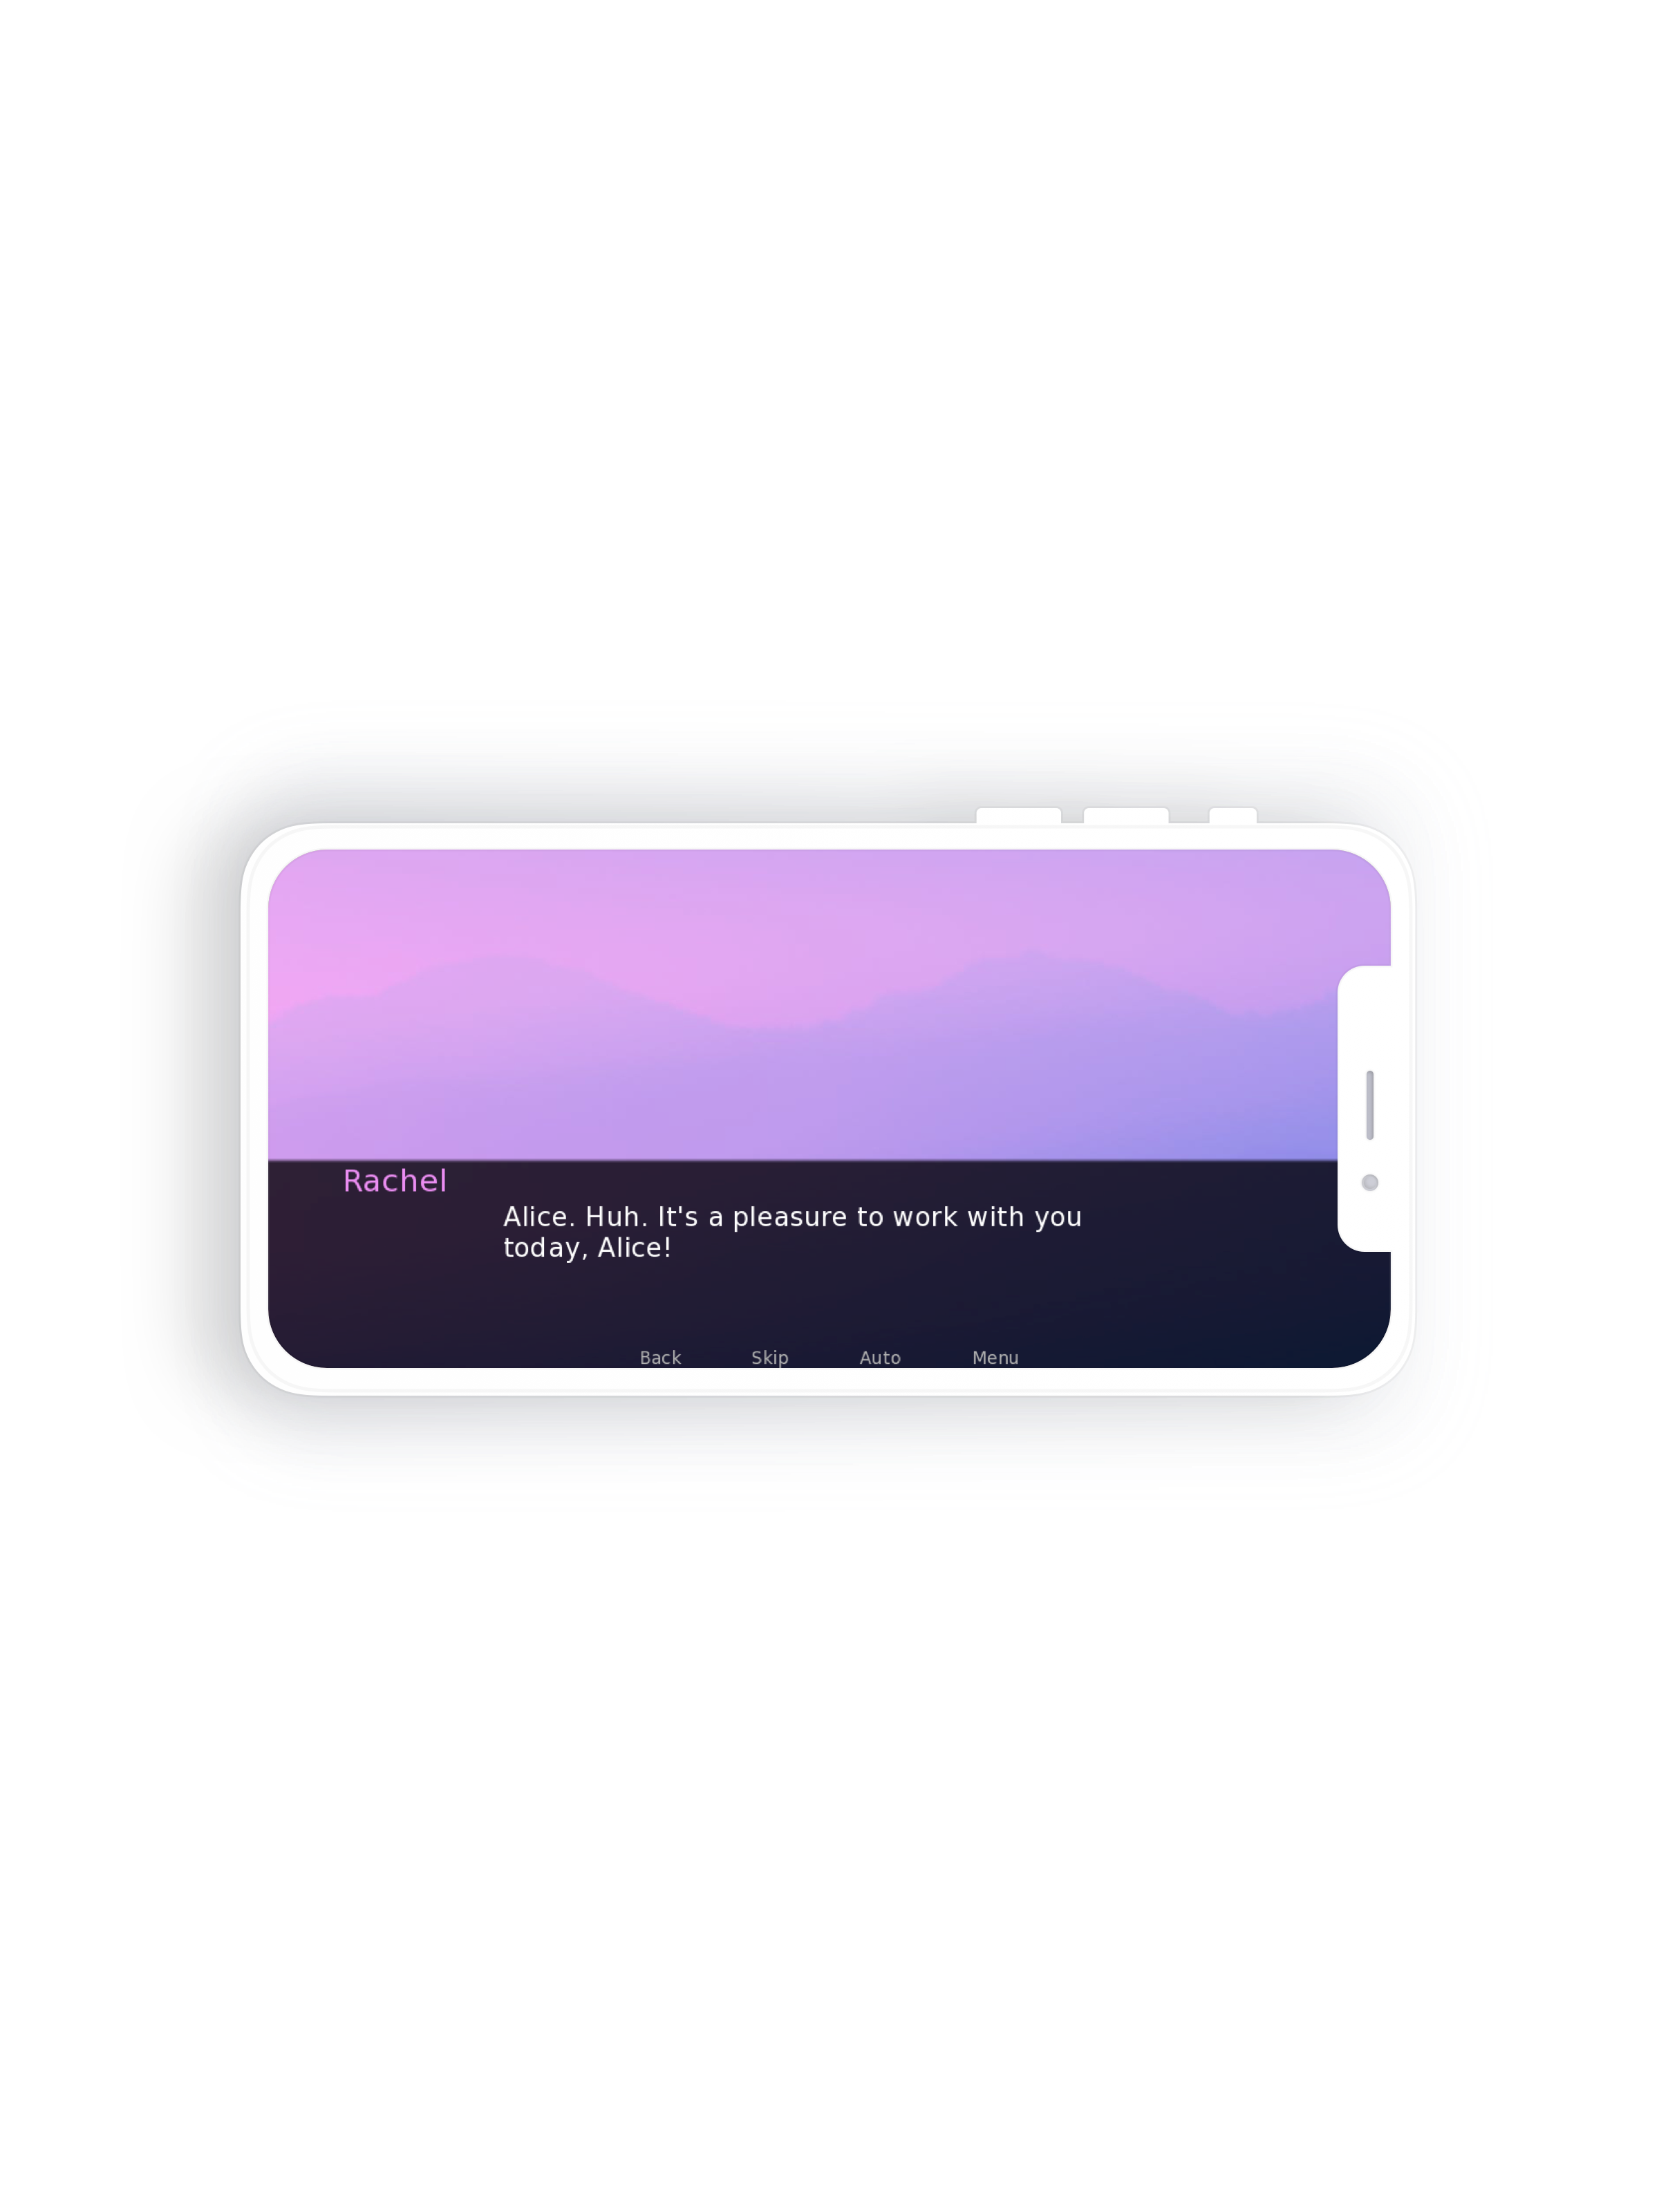 Rachel
Alice. Huh. It's a pleasure to work with you
today, Alice!
Back Skip Auto Menu